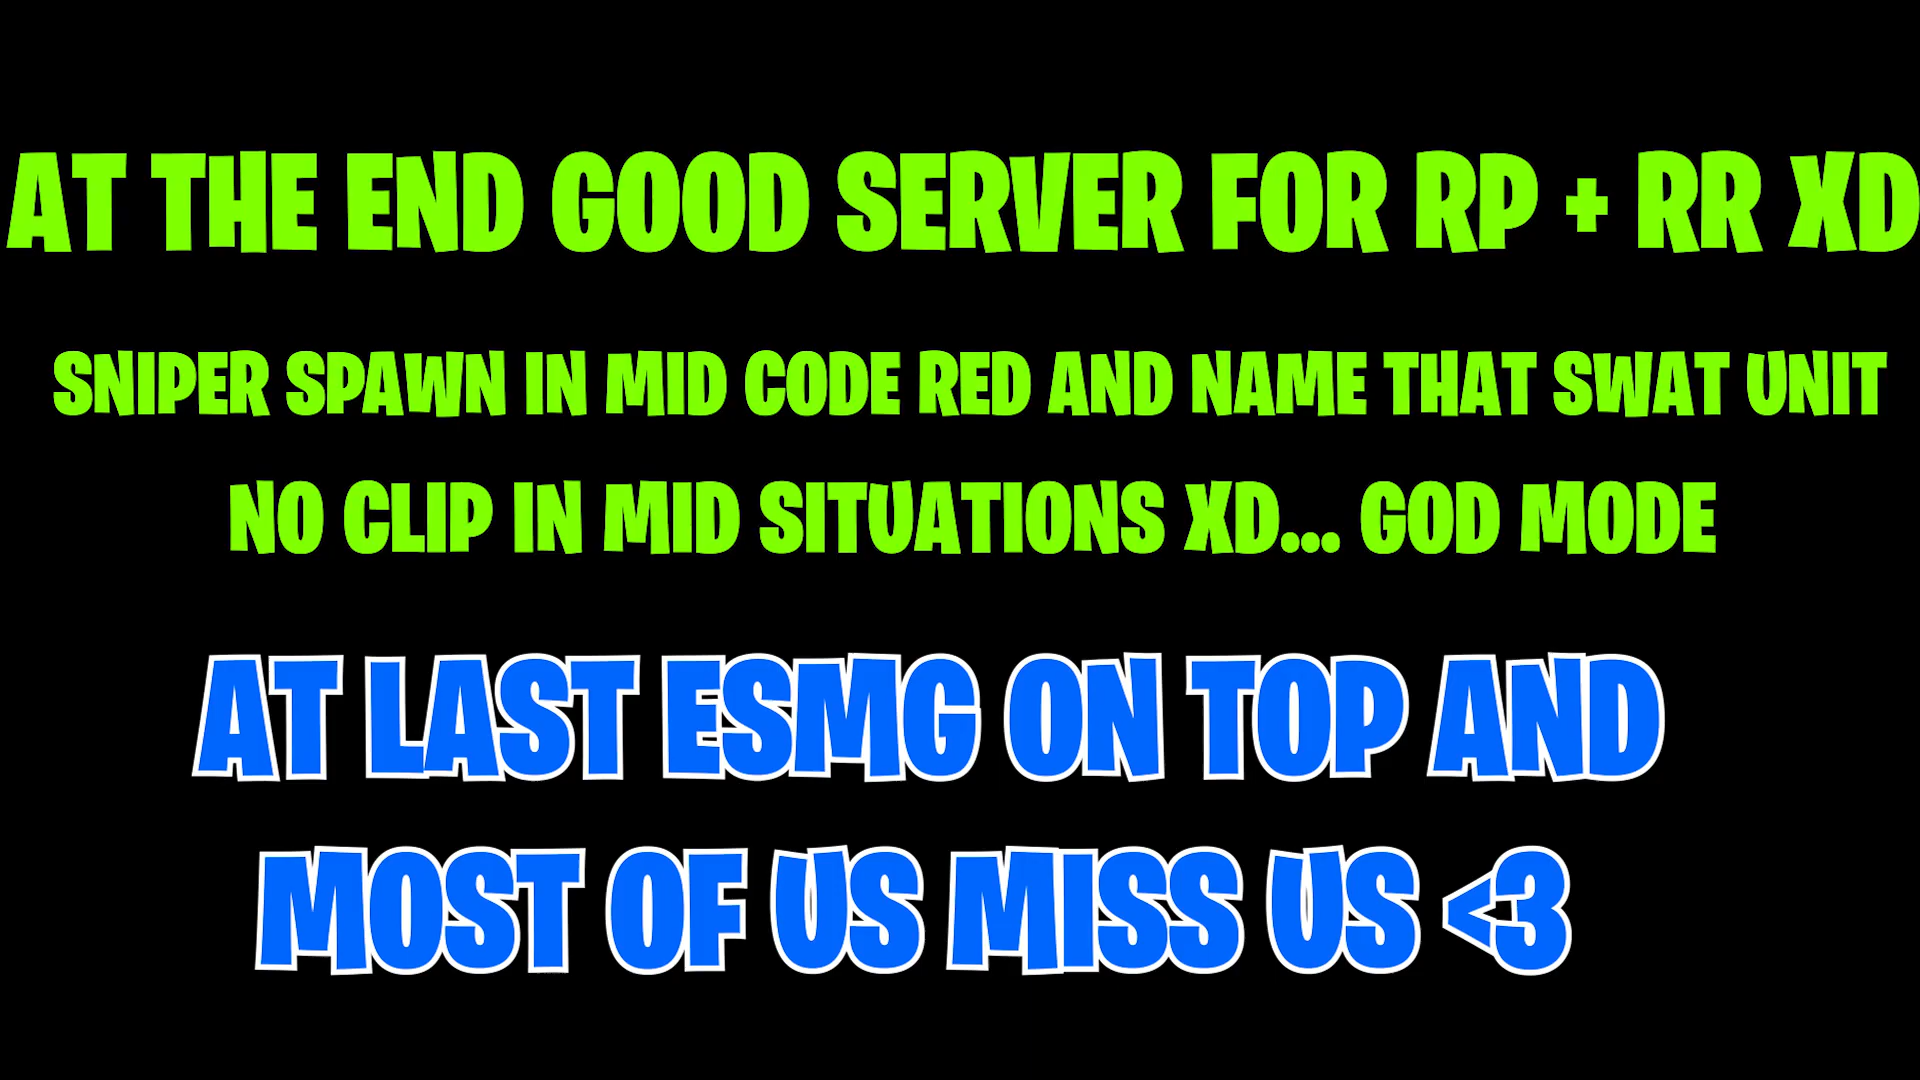 AT THE END GOOD SERVER FOR RP + RR XD
SNIPER SPAWN IN MID CODE RED AND NAME THAT SWAT UNIT
NO CLIP IN MID SITUATIONS XD... GOD MODE
AT LAST ESMG ON TOP AND
MOST OF US MISS US <3